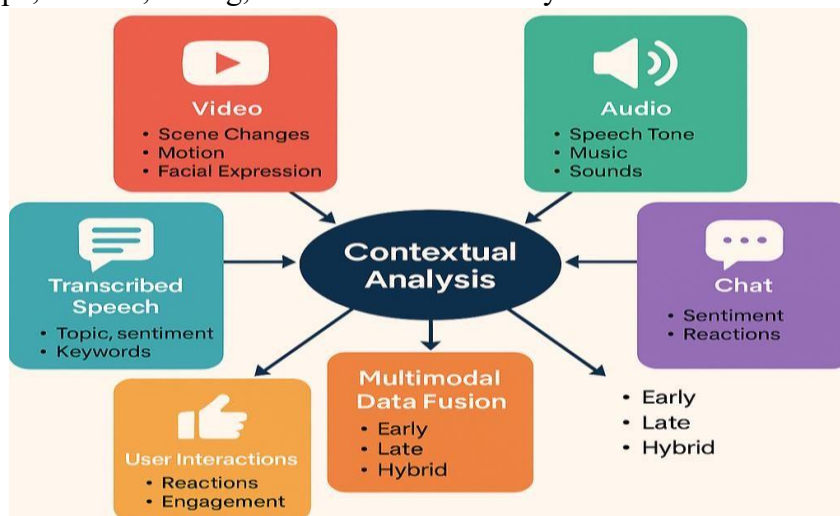 Video
• Scene Changes
• Motion
• Facial Expression
Audio
• Speech Tone
• Music
• Sounds
Contextual
Analysis
Transcribed
Speech
• Topic, sentiment
• Keywords
Chat
• Sentiment
• Reactions
User Interactions
• Reactions
• Engagement
Multimodal
Data Fusion
• Early
• Late
• Hybrid
• Early
• Late
• Hybrid